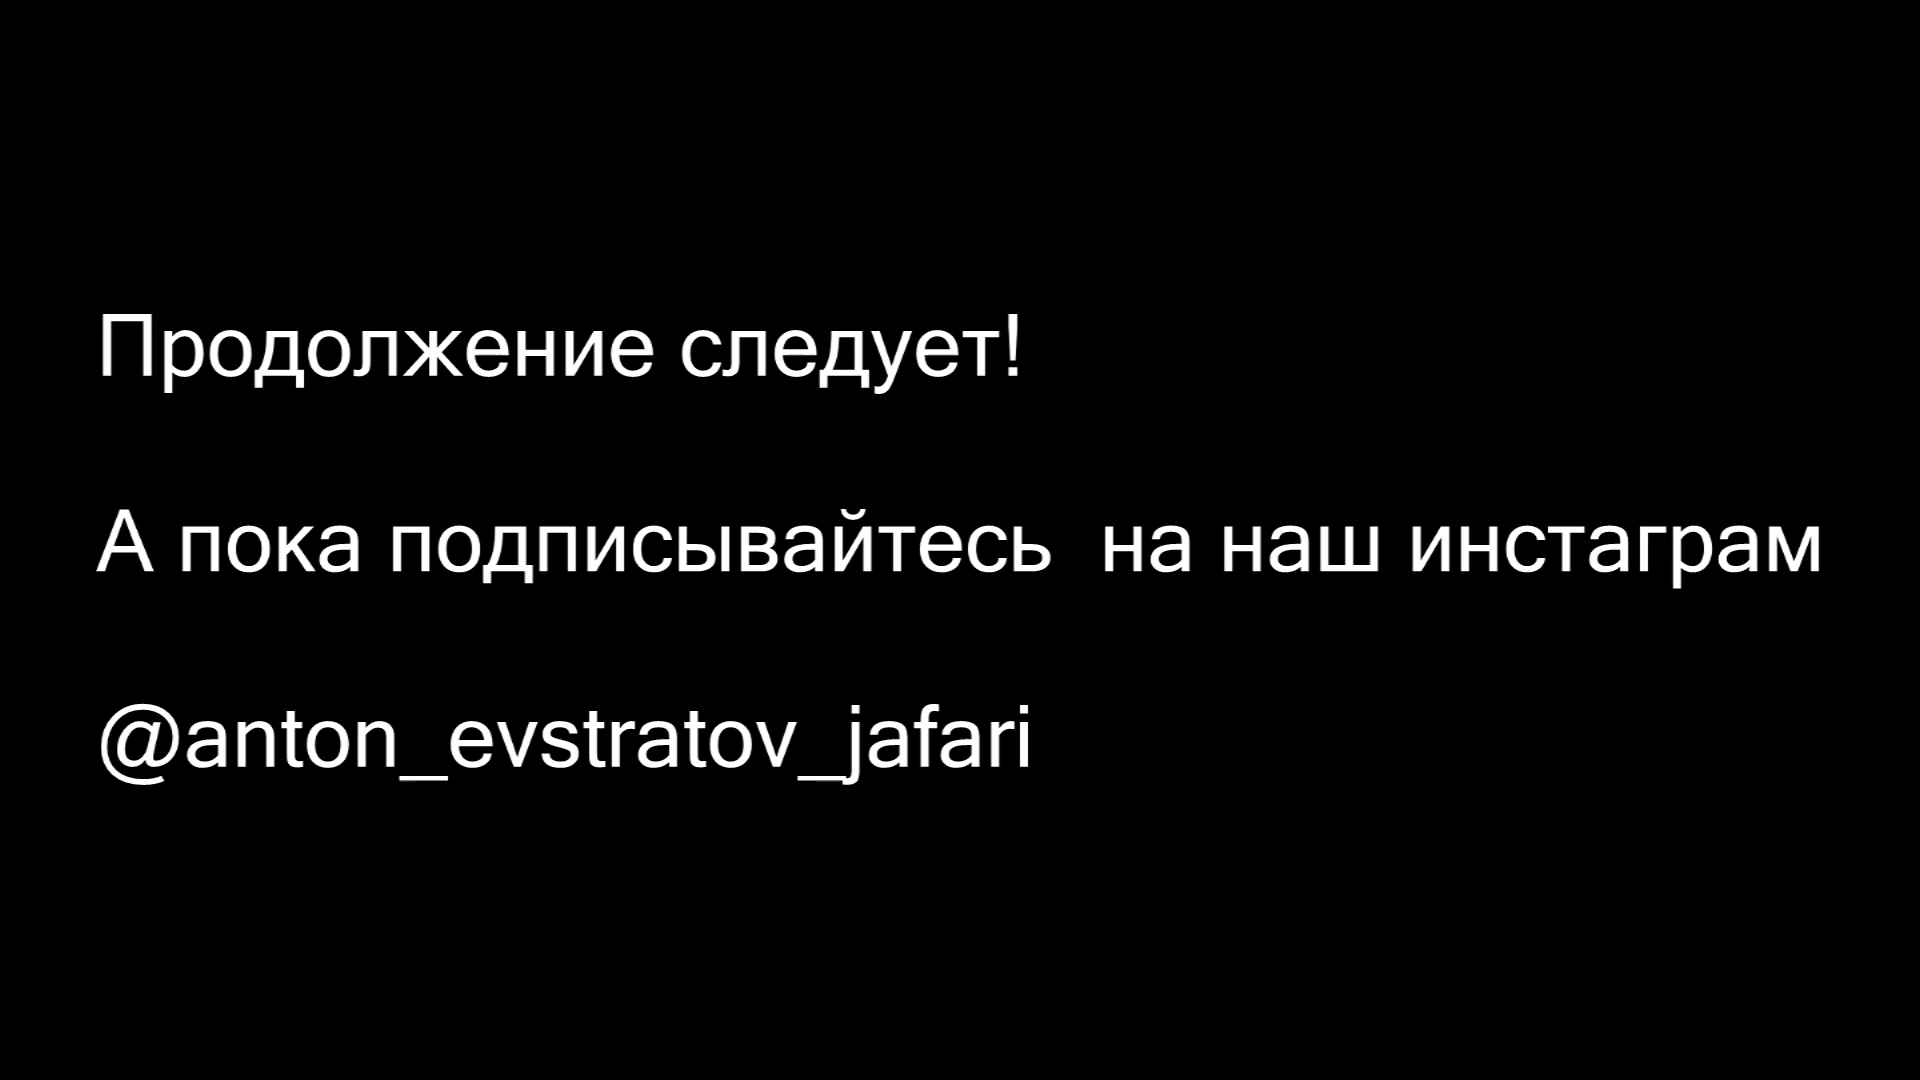 Продолжение следует!
А пока подписывайтесь  на наш инстаграм
@anton_evstratov_jafari